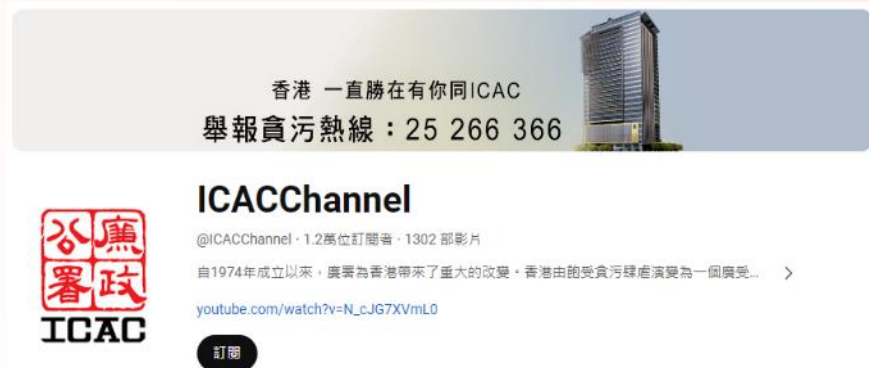 香港 一直勝在有你同ICAC
舉報貪污熱線：25 266 366
ICACChannel
@ICACChannel · 1.2萬位訂閱者 · 1302 部影片
自1974年成立以來，廉署為香港帶來了重大的改變。香港由飽受貪污肆虐演變為一個廣受...
youtube.com/watch?v=N_cJG7XVmL0
訂閱
公廉
署政
ICAC